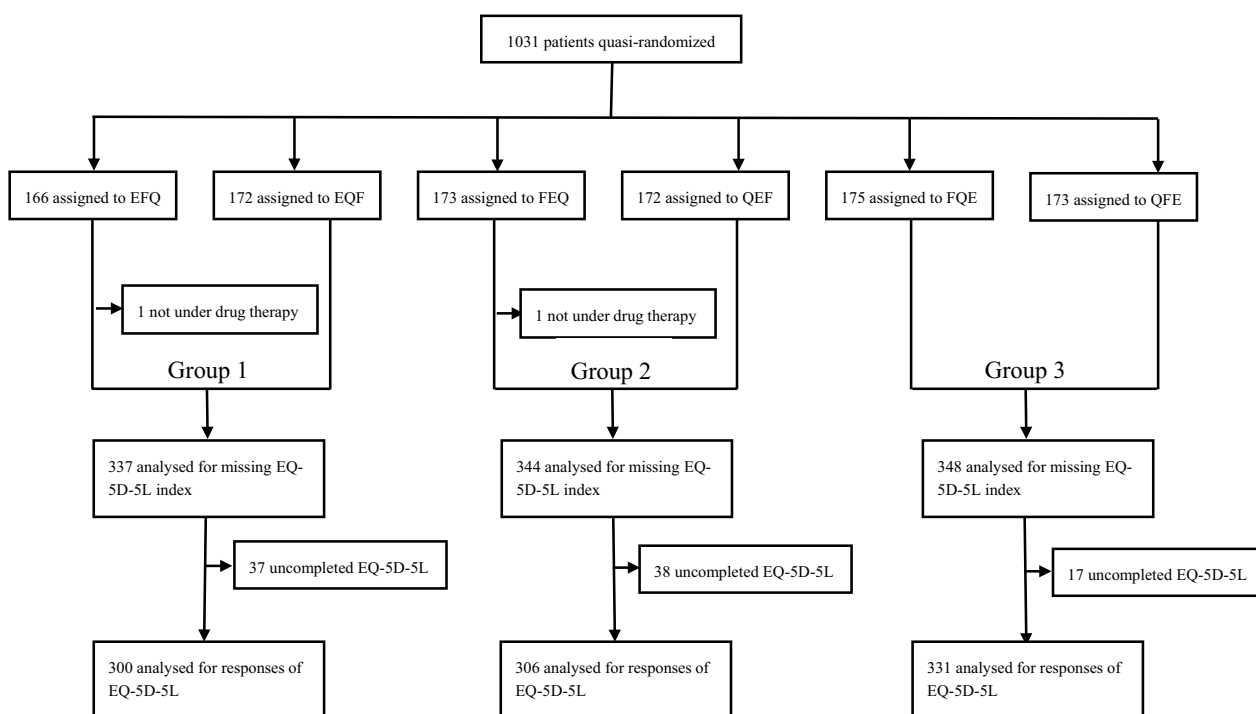 1031 patients quasi-randomized
166 assigned to EFQ
172 assigned to EQF
173 assigned to FEQ
172 assigned to QEF
175 assigned to FQE
173 assigned to QFE
1 not under drug therapy
1 not under drug therapy
Group 1
Group 2
Group 3
337 analysed for missing EQ-
5D-5L index
344 analysed for missing EQ-
5D-5L index
348 analysed for missing EQ-
5D-5L index
37 uncompleted EQ-5D-5L
38 uncompleted EQ-5D-5L
17 uncompleted EQ-5D-5L
300 analysed for responses of
EQ-5D-5L
306 analysed for responses of
EQ-5D-5L
331 analysed for responses of
EQ-5D-5L